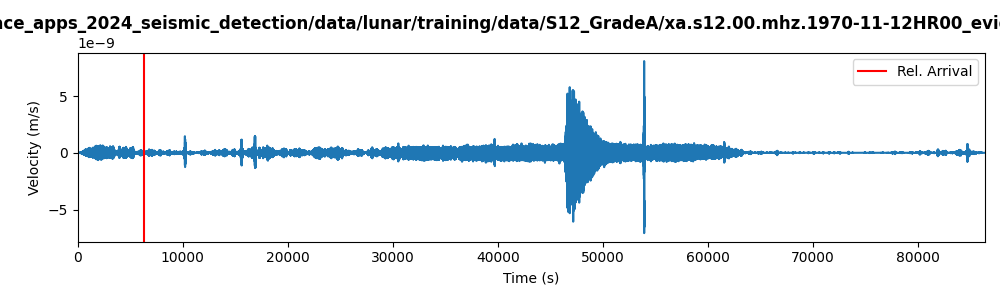 nce_apps_2024_seismic_detection/data/lunar/training/data/S12_GradeA/xa.s12.00.mhz.1970-11-12HR00_evid
1e−9
Rel. Arrival
Velocity (m/s)
5
0
−5
0 10000 20000 30000 40000 50000 60000 70000 80000
Time (s)